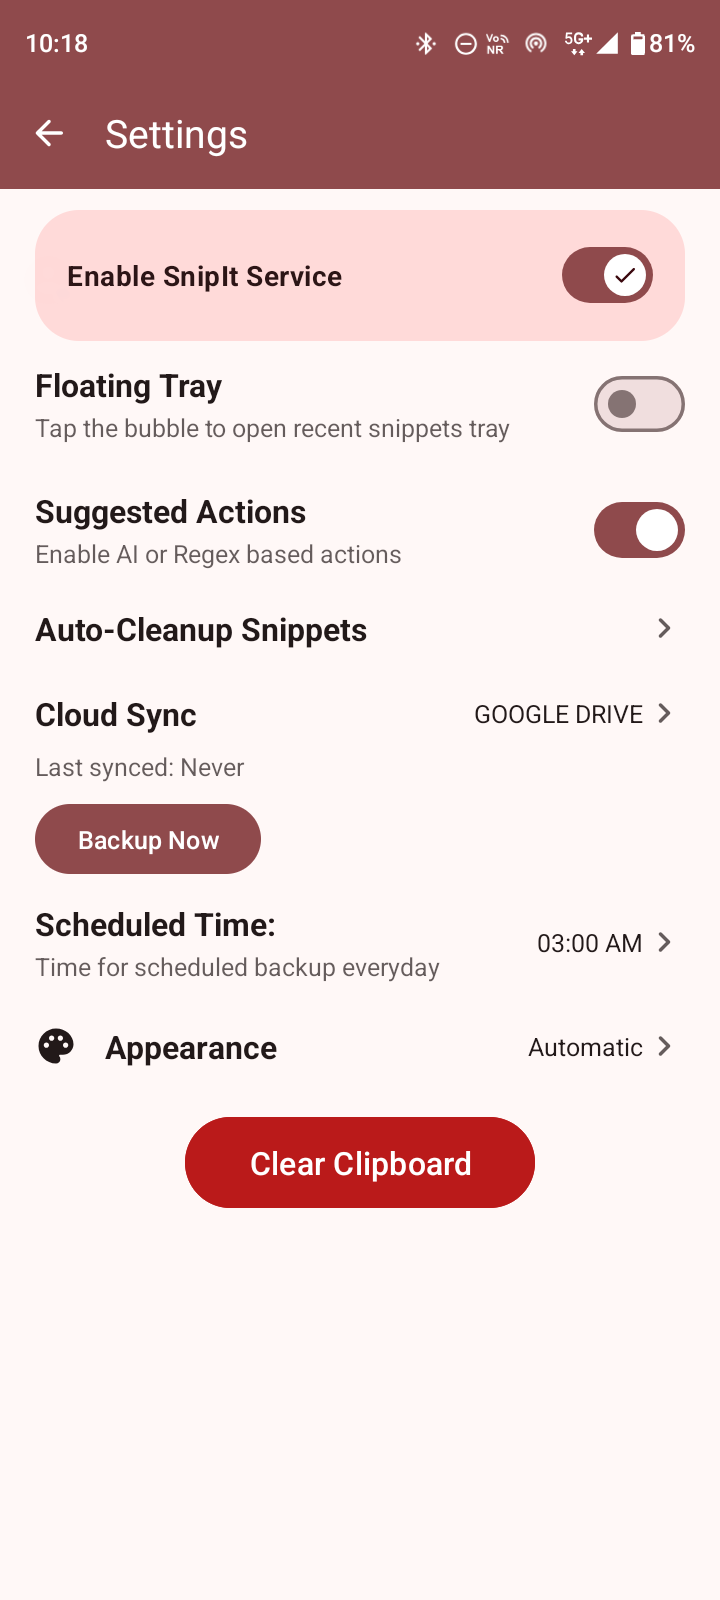 10:18
Vo NR
5G+
81%
Settings
Enable SnipIt Service
Floating Tray
Tap the bubble to open recent snippets tray
Suggested Actions
Enable AI or Regex based actions
Auto-Cleanup Snippets
Cloud Sync
GOOGLE DRIVE
Last synced: Never
Backup Now
Scheduled Time:
Time for scheduled backup everyday
03:00 AM
Appearance
Automatic
Clear Clipboard